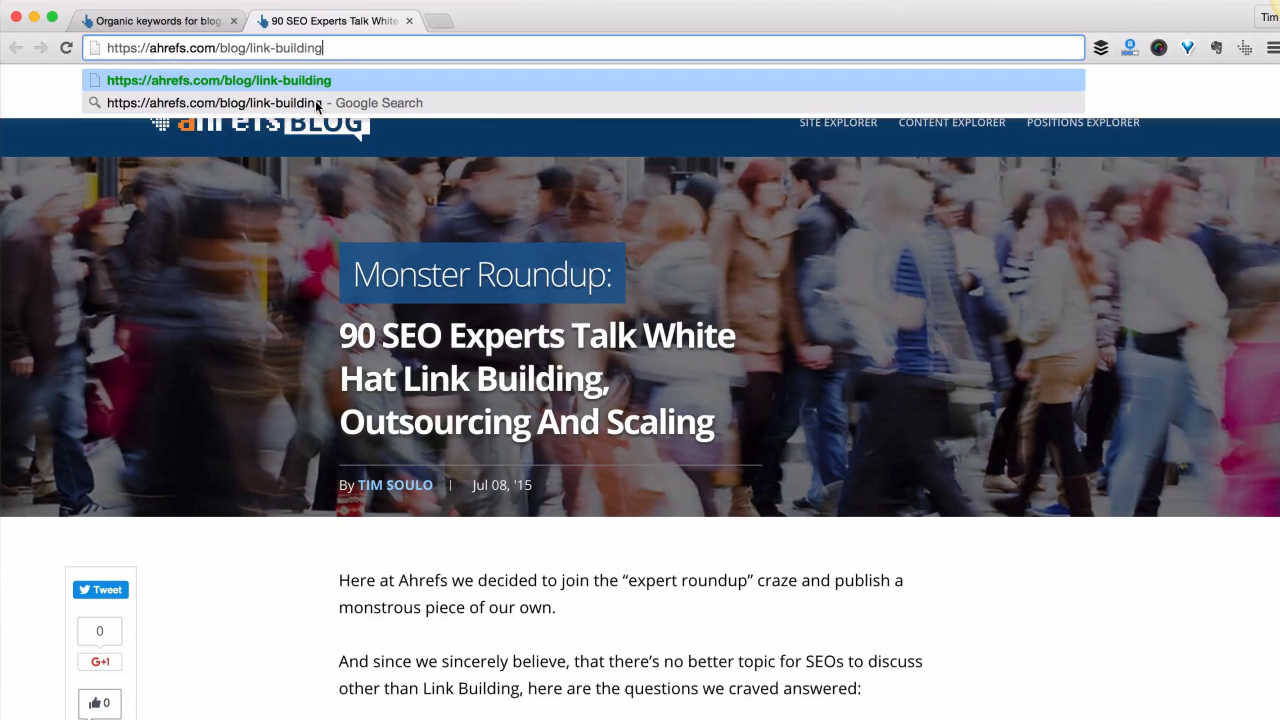 Organic keywords for blog
90 SEO Experts Talk White
Tim
https://ahrefs.com/blog/link-building
https://ahrefs.com/blog/link-building
https://ahrefs.com/blog/link-building - Google Search
ahrefs BLOG
SITE EXPLORER CONTENT EXPLORER POSITIONS EXPLORER
Monster Roundup:
90 SEO Experts Talk White
Hat Link Building,
Outsourcing And Scaling
By TIM SOULO | Jul 08, '15
Tweet
0
G+1
0
Here at Ahrefs we decided to join the “expert roundup” craze and publish a
monstrous piece of our own.
And since we sincerely believe, that there’s no better topic for SEOs to discuss
other than Link Building, here are the questions we craved answered: